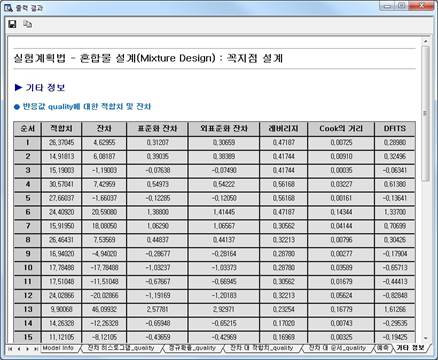 출력 결과
실험계획법 - 혼합물 설계(Mixture Design) : 꼭지점 설계
▶ 기타 정보
● 반응값 quality에 대한 적합치 및 잔차
순서 적합치 잔차 표준화 잔차 외표준화 잔차 레버리지 Cook의 거리 DFITS
1 26,37045 4,62955 0,31207 0,30659 0,47187 0,00725 0,28980
2 14,91813 6,08187 0,39035 0,38389 0,41744 0,00910 0,32496
3 15,19003 -1,19003 -0,07638 -0,07490 0,41744 0,00035 -0,06341
4 30,57041 7,42959 0,54973 0,54222 0,56168 0,03227 0,61380
5 27,66037 -1,66037 -0,12285 -0,12050 0,56168 0,00161 -0,13641
6 24,40920 20,59080 1,38800 1,41445 0,47187 0,14344 1,33700
7 15,91950 18,08050 1,06290 1,06567 0,30562 0,04144 0,70699
8 26,46431 7,53569 0,44837 0,44137 0,32213 0,00796 0,30426
9 16,94020 -4,94020 -0,28677 -0,28164 0,28780 0,00277 -0,17904
10 17,78488 -17,78488 -1,03237 -1,03373 0,28780 0,03589 -0,65713
11 17,51032 -11,51032 -0,67667 -0,66945 0,30562 0,01679 -0,44413
12 24,02866 -20,02866 -1,19169 -1,20183 0,32213 0,05624 -0,82848
13 9,90068 46,09932 2,57781 2,92971 0,23254 0,16779 1,61266
14 14,26328 -12,26328 -0,65948 -0,65215 0,17020 0,00743 -0,29535
15 11,12105 -8,12105 -0,43659 -0,42969 0,16969 0,00325 -0,19425
Model Info 잔차 히스토그램_quality 정규확률_quality 잔차 대 적합치_quality 잔차 대 순서_quality 예측 기타 정보